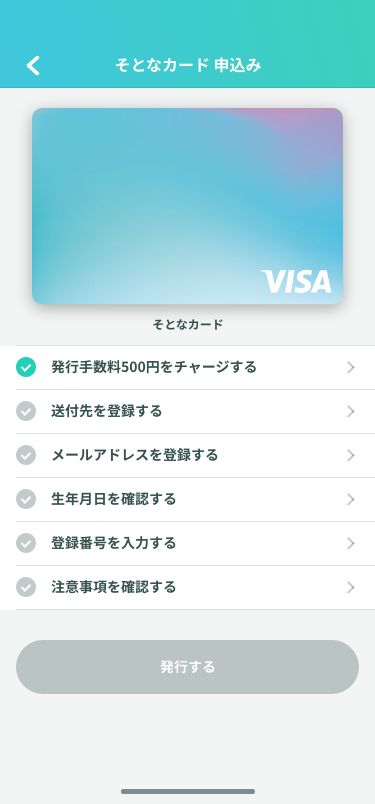 そとなカード 申込み
VISA
そとなカード
発行手数料500円をチャージする
送付先を登録する
メールアドレスを登録する
生年月日を確認する
登録番号を入力する
注意事項を確認する
発行する